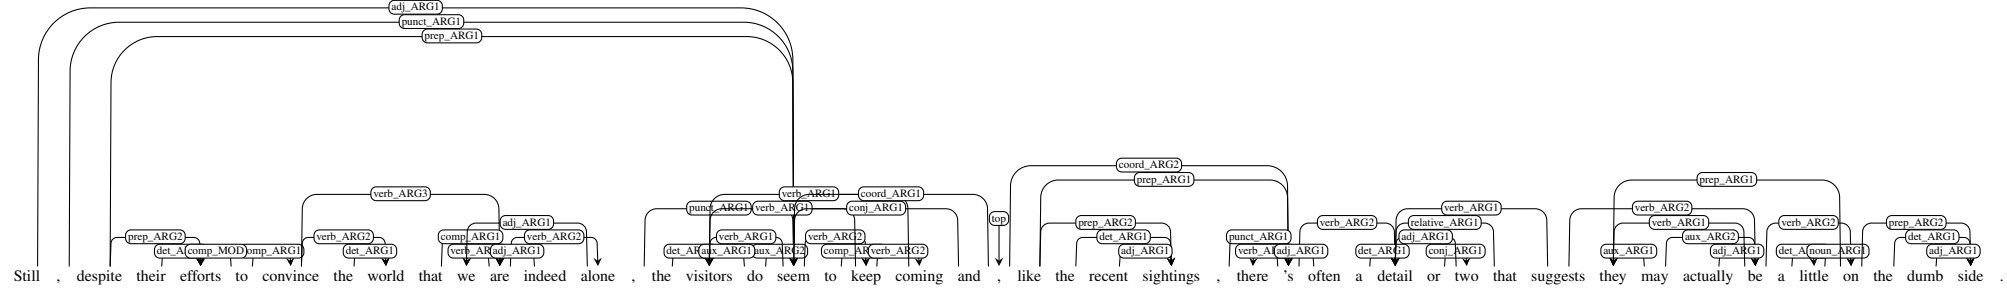 adj_ARG1
punct_ARG1
prep_ARG1
coord_ARG2
prep_ARG1 prep_ARG1
verb_ARG3 verb_ARG1 coord_ARG1
punct_ARG1 verb_ARG1 conj_ARG1 verb_ARG1 verb_ARG2
top
adj_ARG1 prep_ARG2 verb_ARG2 relative_ARG1 verb_ARG1 verb_ARG2 prep_ARG2
prep_ARG2 verb_ARG2 comp_ARG1 verb_ARG2 verb_ARG1 verb_ARG2 det_ARG1 punct_ARG1 adj_ARG1 aux_ARG2 det_ARG1
comp_MOD det_ARG1 adj_ARG1 aux_ARG1 verb_ARG2 adj_ARG1 adj_ARG1 det_ARG1 conj_ARG1 aux_ARG1 adj_ARG1 noun_ARG1 adj_ARG1
Still , despite their efforts to convince the world that we are indeed alone , the visitors do seem to keep coming and , like the recent sightings , there 's often a detail or two that suggests they may actually be a little on the dumb side .